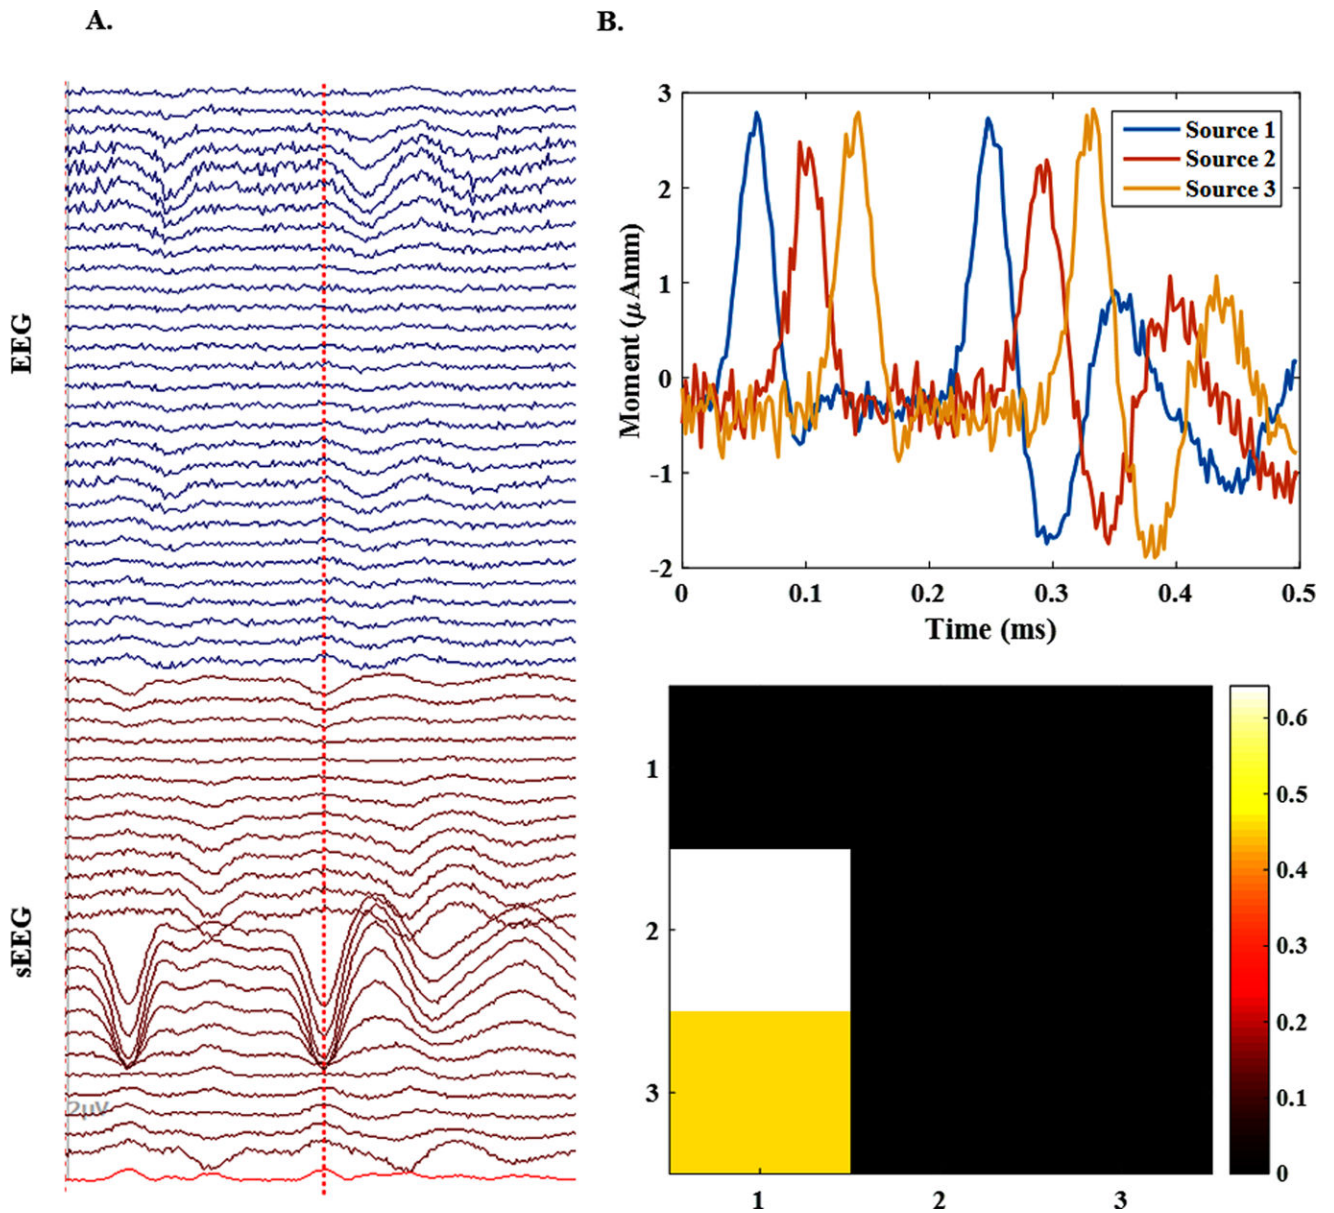 A.
B.
EEG
sEEG
2µV
3
2
1
0
-1
-2
Moment (µ Amm)
Source 1
Source 2
Source 3
0 0.1 0.2 0.3 0.4 0.5
Time (ms)
1
2
3
1 2 3
0.6
0.5
0.4
0.3
0.2
0.1
0